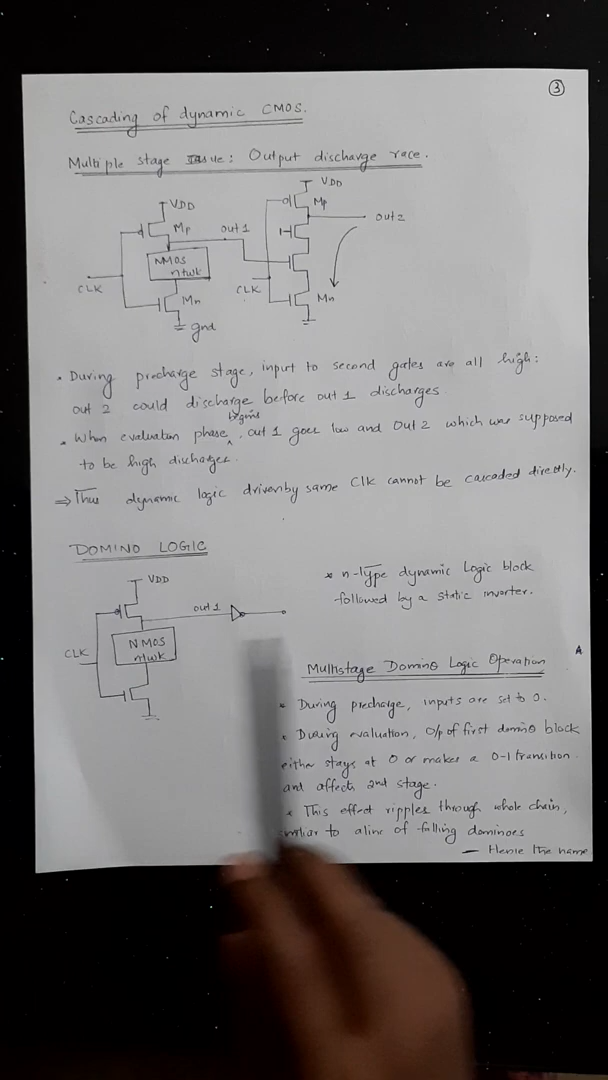 3
Cascading of dynamic CMOS.
Multiple stage Issue: Output discharge race.
VDD
VDD
Mp
out 1
Mp
out 2
NMOS
ntwk
CLK
CLK
Mn
Mn
gnd
• During precharge stage, input to second gates are all high:
out 2 could discharge before out 1 discharges
begins
• When evaluation phase ^ , out 1 goes low and Out 2 which was supposed
to be high discharges.
⇒ Thus dynamic logic driven by same Clk cannot be cascaded directly.
DOMINO LOGIC
VDD
out 1
CLK
NMOS
ntwk
* n-type dynamic Logic block
followed by a static inverter.
A
Multistage Domino Logic Operation
• During precharge, inputs are set to 0.
• During evaluation, o/p of first domino block
either stays at 0 or makes a 0-1 transition
and affects 2nd stage.
* This effect ripples through whole chain,
to a line of falling dominoes
— Hence the name